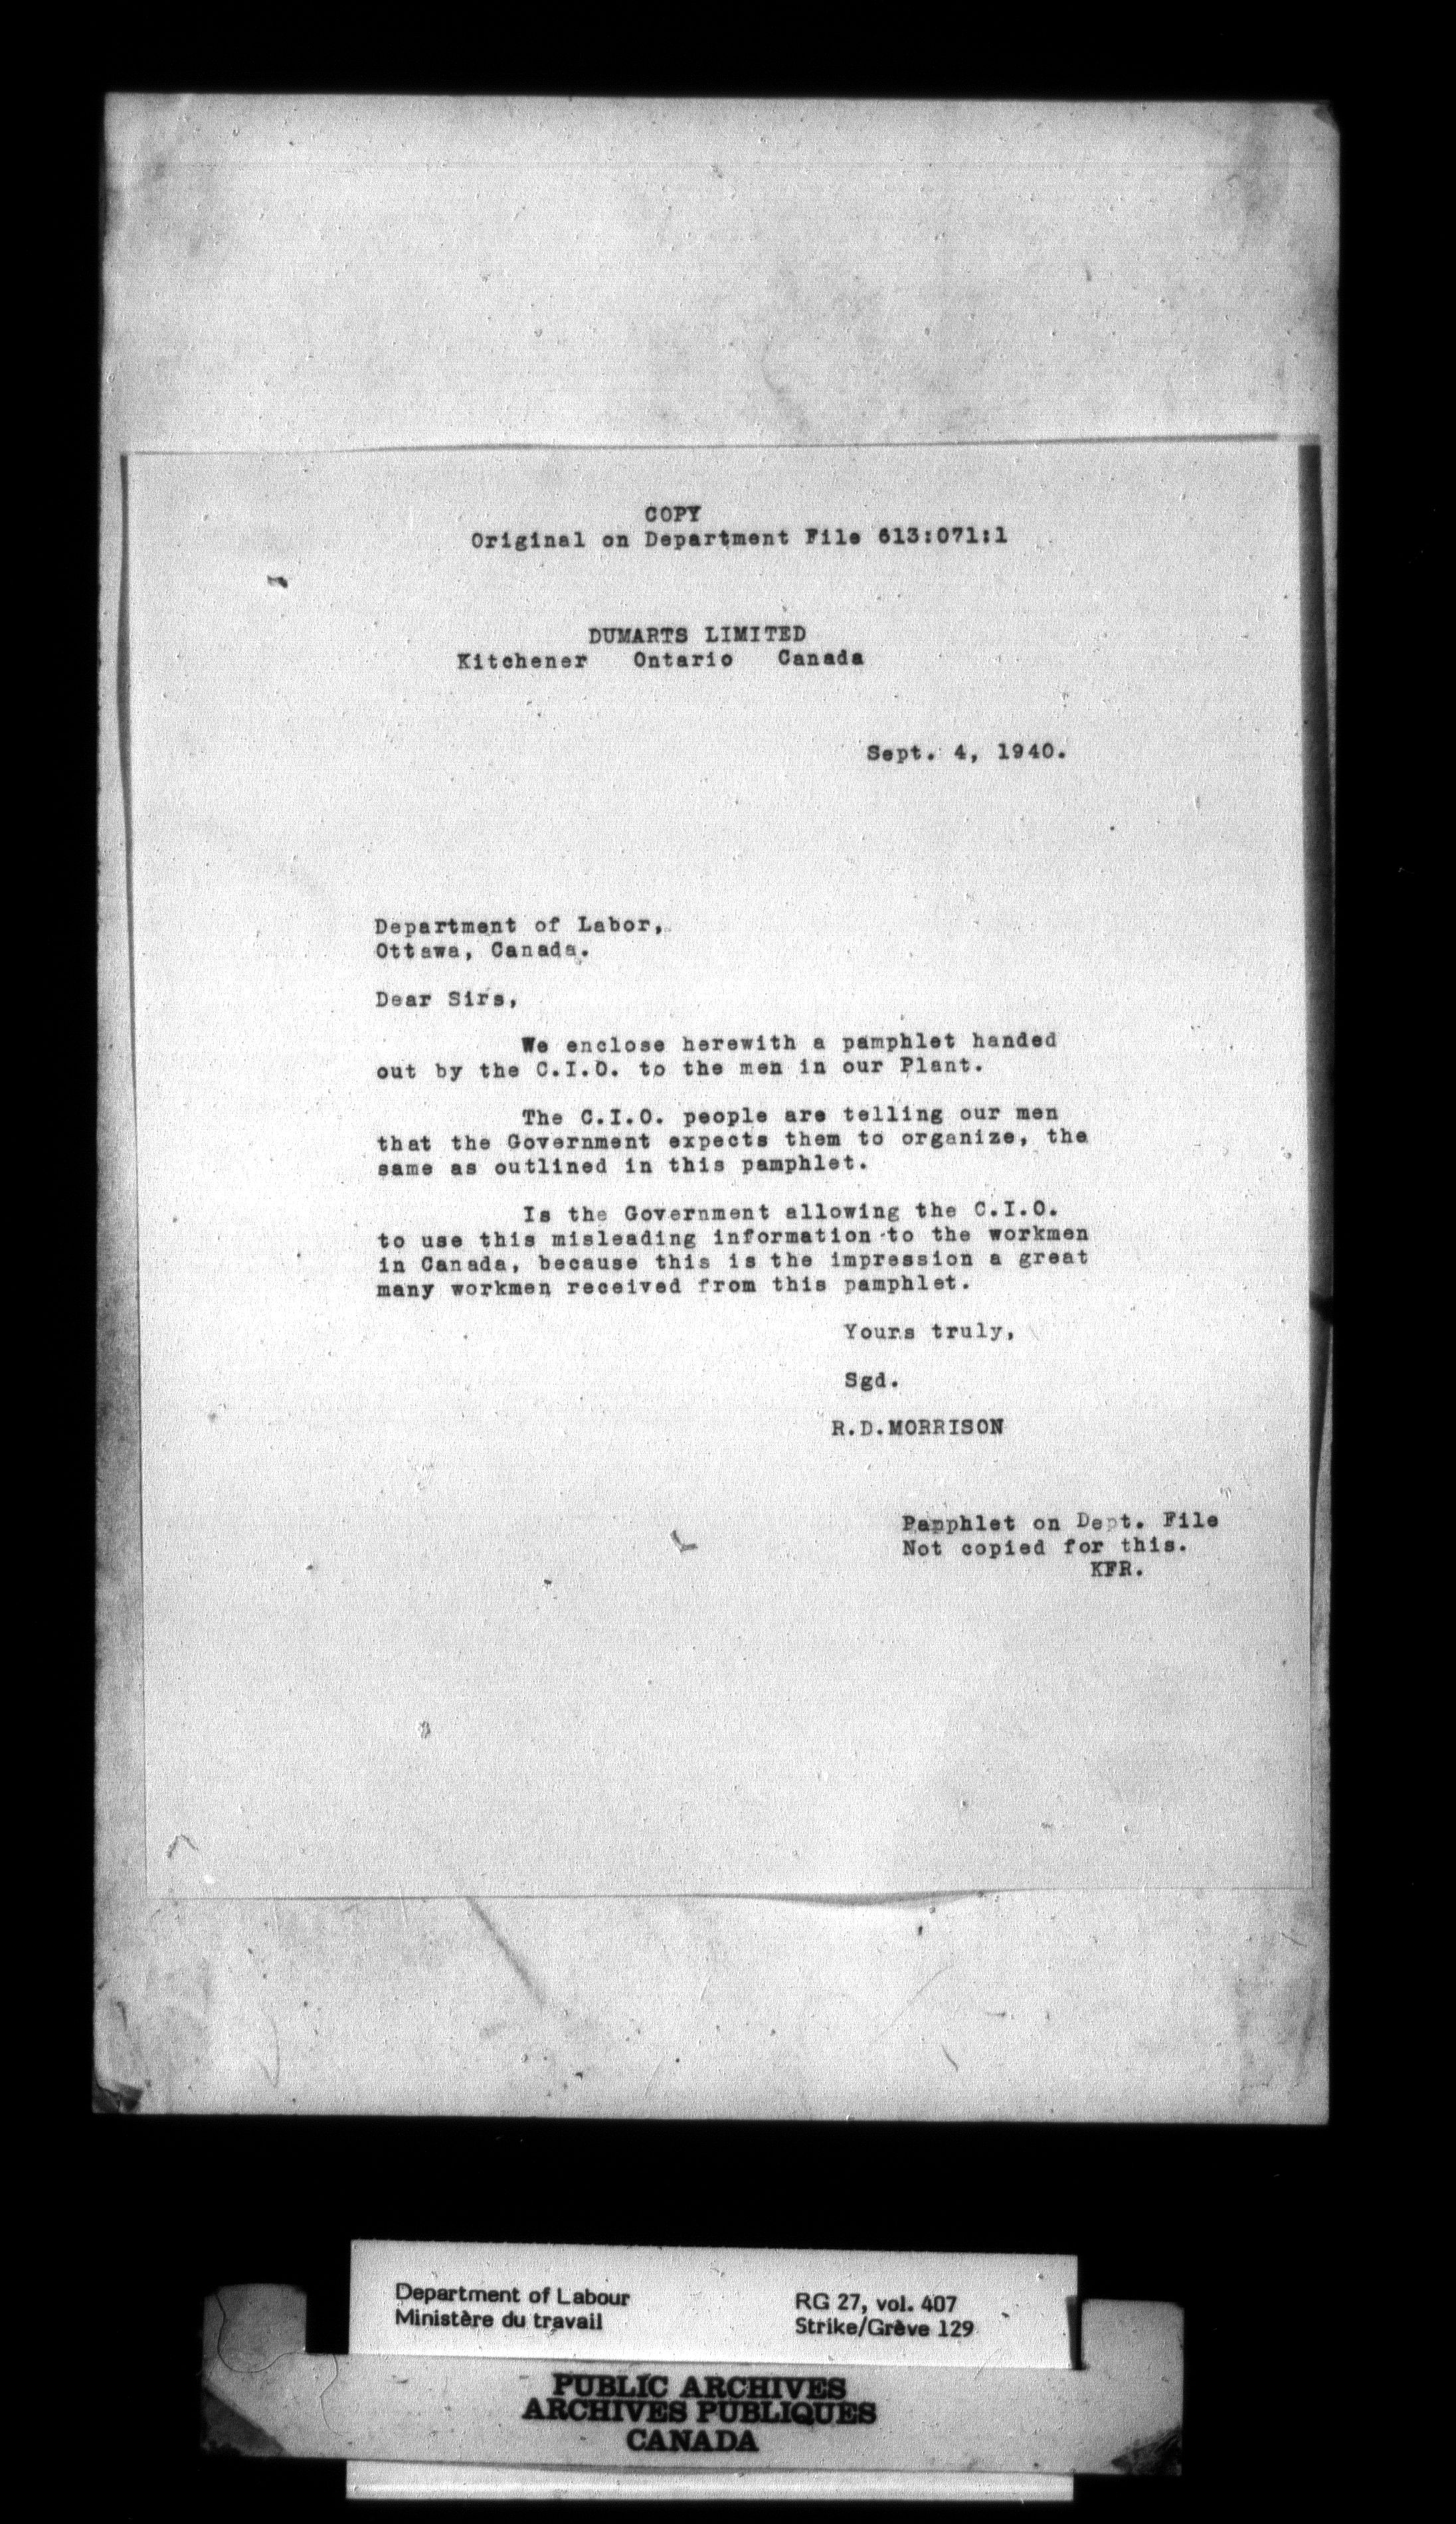 COPY
Original on Department File 613:071:1
DUMARTS LIMITED
Kitchener Ontario Canada
Sept. 4, 1940.
Department of Labor,
Ottawa, Canada.
Dear Sirs,
We enclose herewith a pamphlet handed
out by the C.I.O. to the men in our Plant.
The C.I.O. people are telling our men
that the Government expects them to organize, the
same as outlined in this pamphlet.
Is the Government allowing the C.I.O.
to use this misleading information to the workmen
in Canada, because this is the impression a great
many workmen received from this pamphlet.
Yours truly,
Sgd.
R.D.MORRISON
Pamphlet on Dept. File
Not copied for this.
KFR.
Department of Labour
Ministère du travail
RG 27, vol. 407
Strike/Grève 129
PUBLIC ARCHIVES
ARCHIVES PUBLIQUES
CANADA